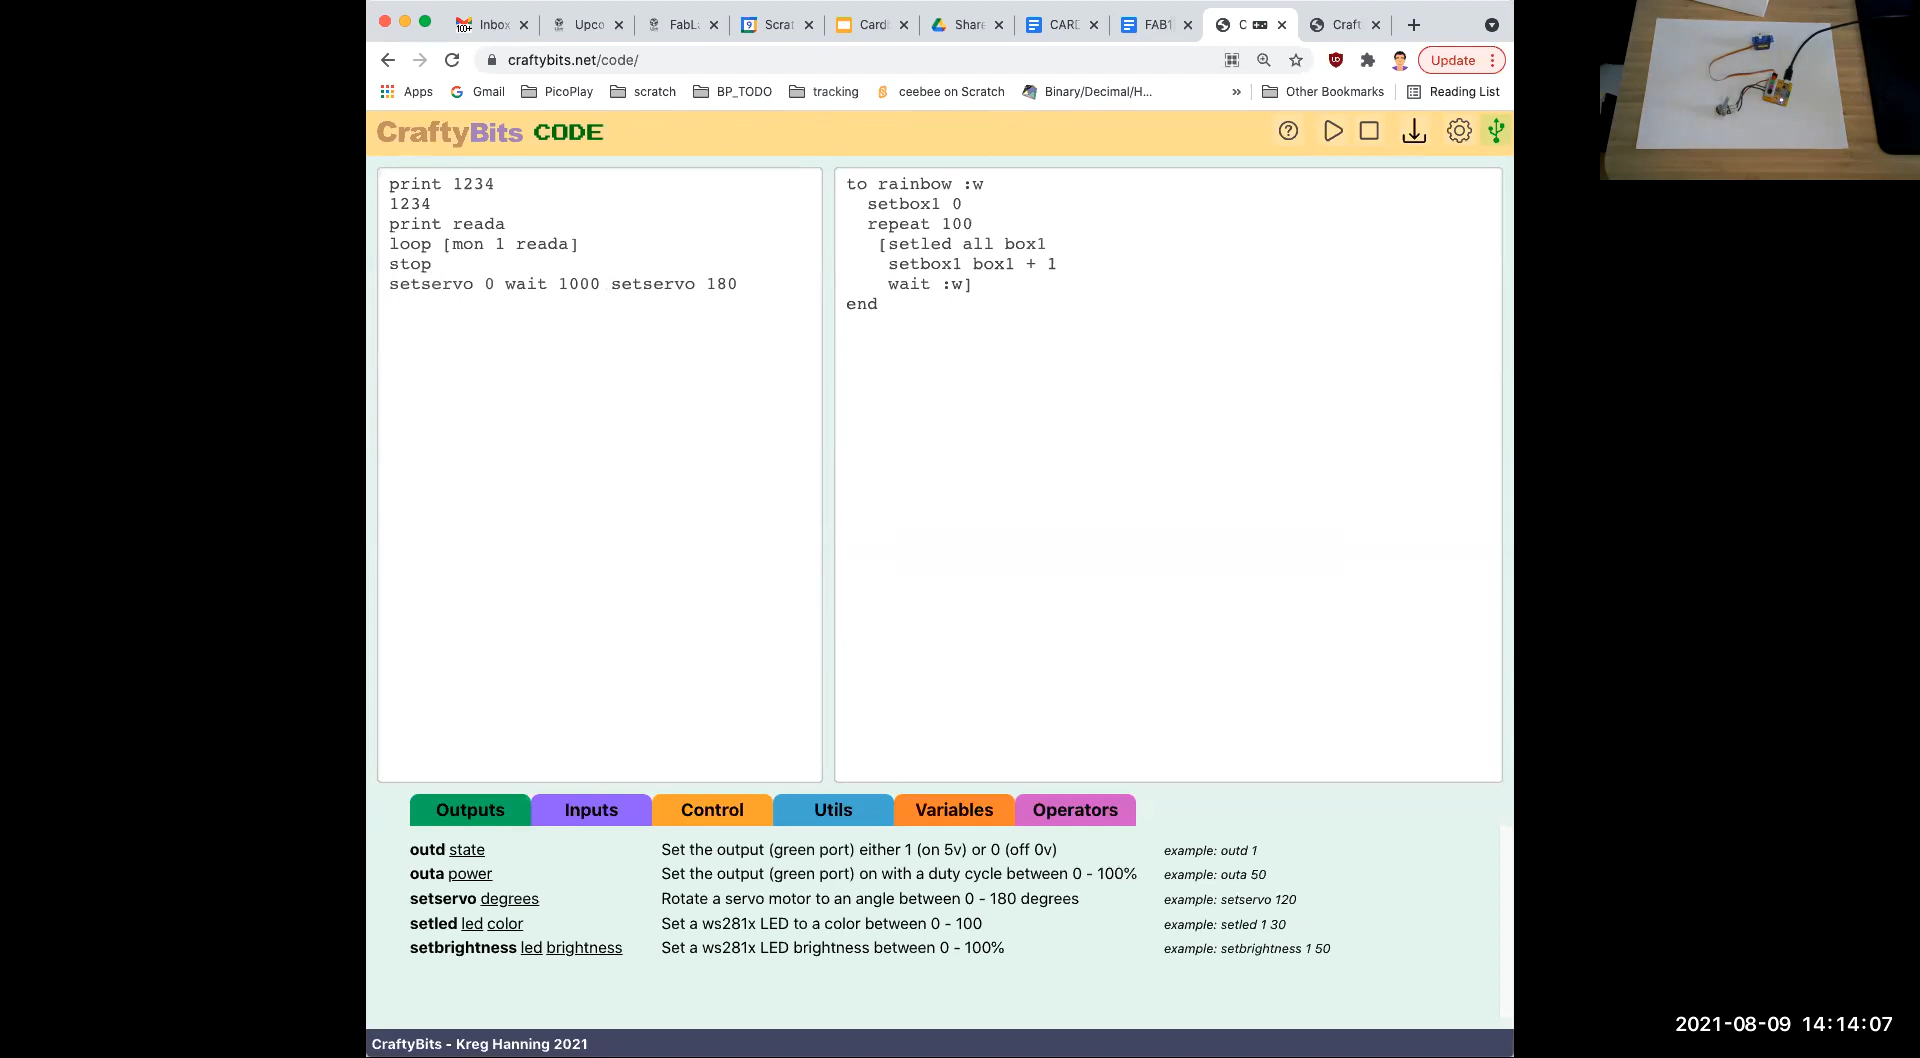 100+ Inbox
Upco
FabL
9 Scrat
Cardb
Share
CARD
FAB1
C
Craft
craftybits.net/code/
Update
Apps
Gmail
PicoPlay
scratch
BP_TODO
tracking
ceebee on Scratch
Binary/Decimal/H...
»
Other Bookmarks
Reading List
CraftyBits CODE
print 1234
1234
print reada
loop [mon 1 reada]
stop
setservo 0 wait 1000 setservo 180
to rainbow :w
setbox1 0
repeat 100
[setled all box1
setbox1 box1 + 1
wait :w]
end
Outputs Inputs Control Utils Variables Operators
outd state Set the output (green port) either 1 (on 5v) or 0 (off 0v) example: outd 1
outa power Set the output (green port) on with a duty cycle between 0 - 100% example: outa 50
setservo degrees Rotate a servo motor to an angle between 0 - 180 degrees example: setservo 120
setled led color Set a ws281x LED to a color between 0 - 100 example: setled 1 30
setbrightness led brightness Set a ws281x LED brightness between 0 - 100% example: setbrightness 1 50
CraftyBits - Kreg Hanning 2021
2021-08-09 14:14:07